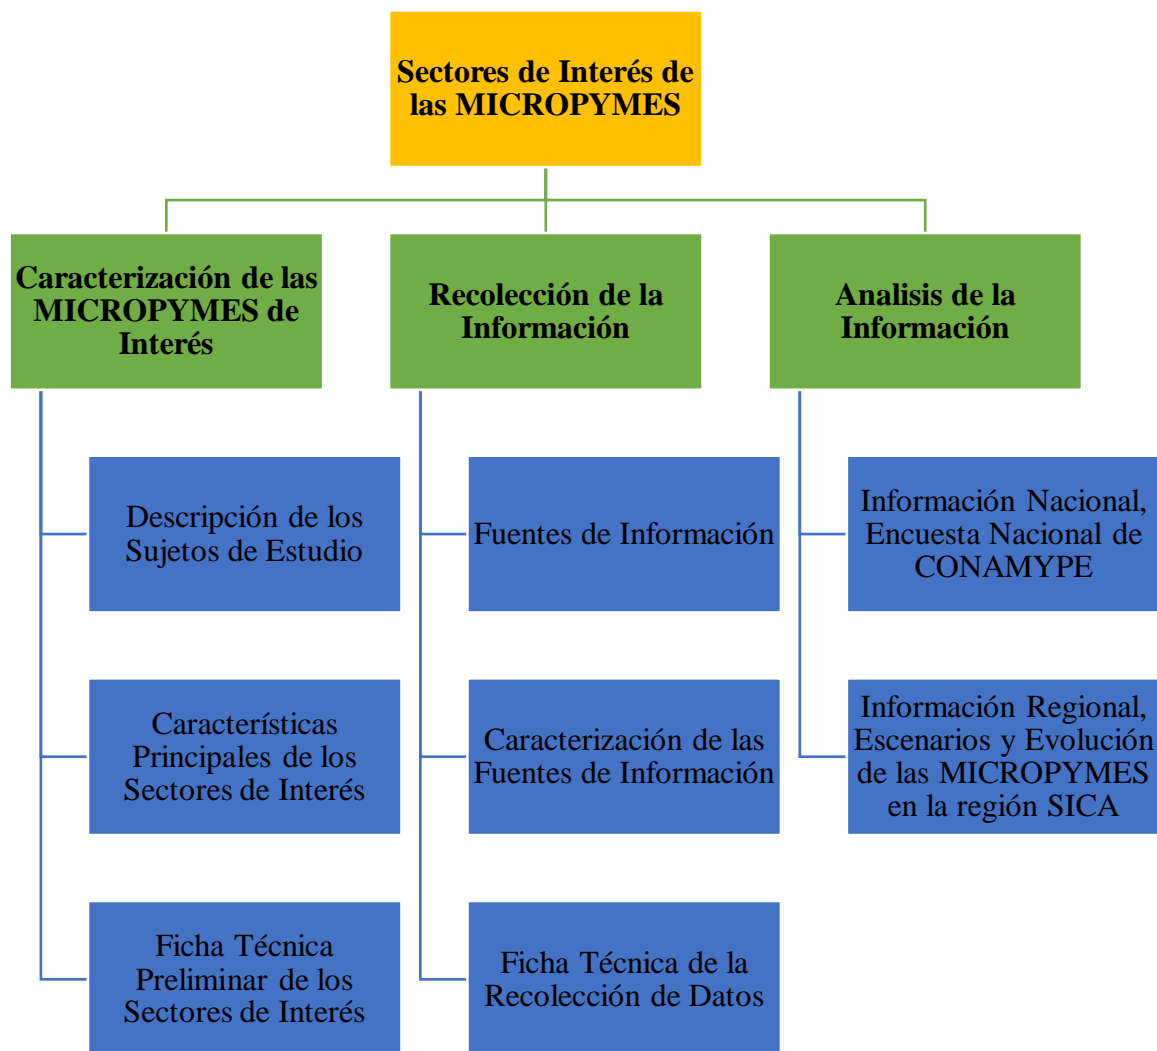 Sectores de Interés de
las MICROPYMES
Caracterización de las
MICROPYMES de
Interés
Recolección de la
Información
Analisis de la
Información
Descripción de los
Sujetos de Estudio
Fuentes de Información
Información Nacional,
Encuesta Nacional de
CONAMYPE
Características
Principales de los
Sectores de Interés
Caracterización de las
Fuentes de Información
Información Regional,
Escenarios y Evolución
de las MICROPYMES
en la región SICA
Ficha Técnica
Preliminar de los
Sectores de Interés
Ficha Técnica de la
Recolección de Datos